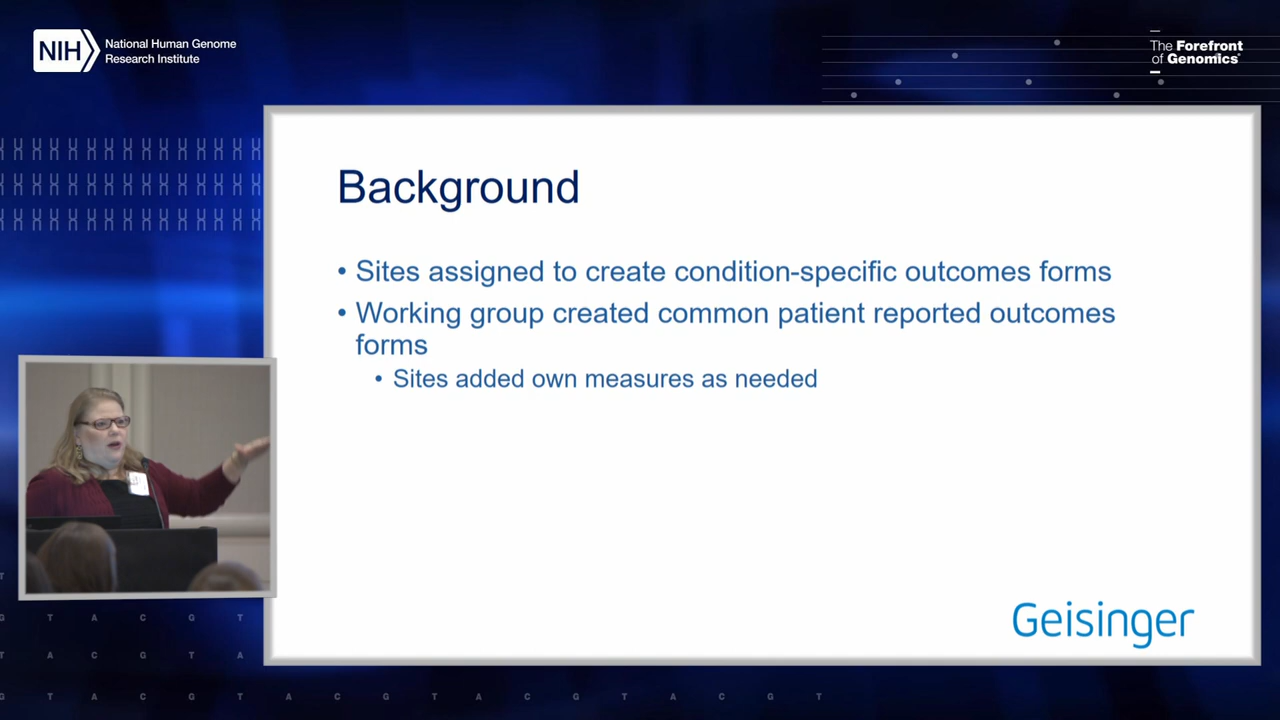 NIH
National Human Genome
Research Institute
The Forefront
of Genomics®
Background
• Sites assigned to create condition-specific outcomes forms
• Working group created common patient reported outcomes
forms
• Sites added own measures as needed
Geisinger
T
G T A C G T
A C G T A
G T A C G T A C G T A C G T A C G T